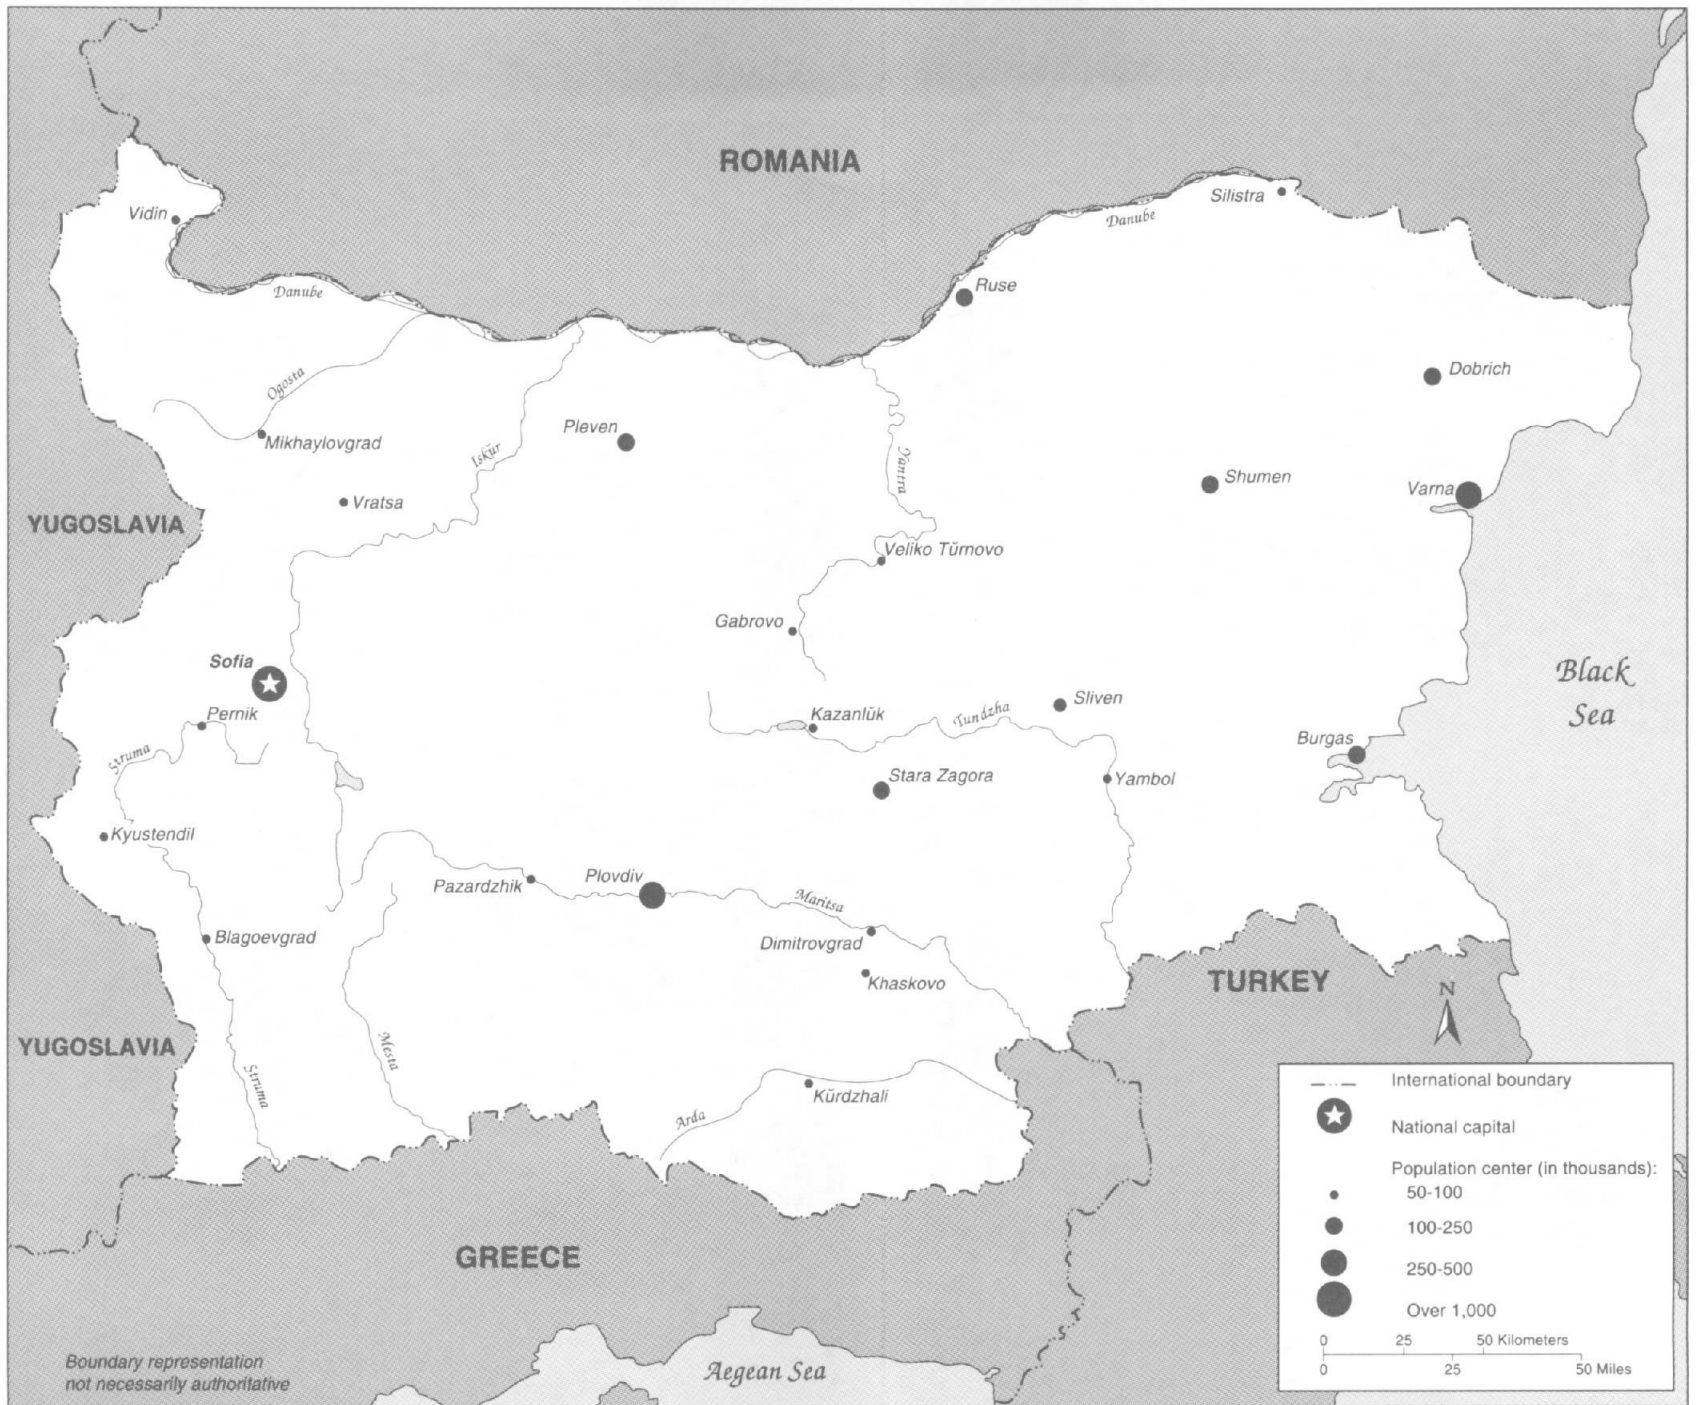 ROMANIA
Silistra
Vidin
Danube
Ruse
Danube
Dobrich
Ogosta
Pleven
Mikhaylovgrad
Iskŭr
Yantra
Shumen
Varna
Vratsa
YUGOSLAVIA
Veliko Tŭrnovo
Gabrovo
Sofia
Black
Sea
Sliven
Pernik
Kazanlŭk
Tundzha
Burgas
Struma
Stara Zagora
Yambol
Kyustendil
Pazardzhik
Plovdiv
Maritsa
Blagoevgrad
Dimitrovgrad
Khaskovo
TURKEY
N
YUGOSLAVIA
Mesta
Struma
Kŭrdzhali
Arda
International boundary
National capital
Population center (in thousands):
50-100
100-250
250-500
Over 1,000
0 25 50 Kilometers
0 25 50 Miles
GREECE
Aegean Sea
Boundary representation
not necessarily authoritative